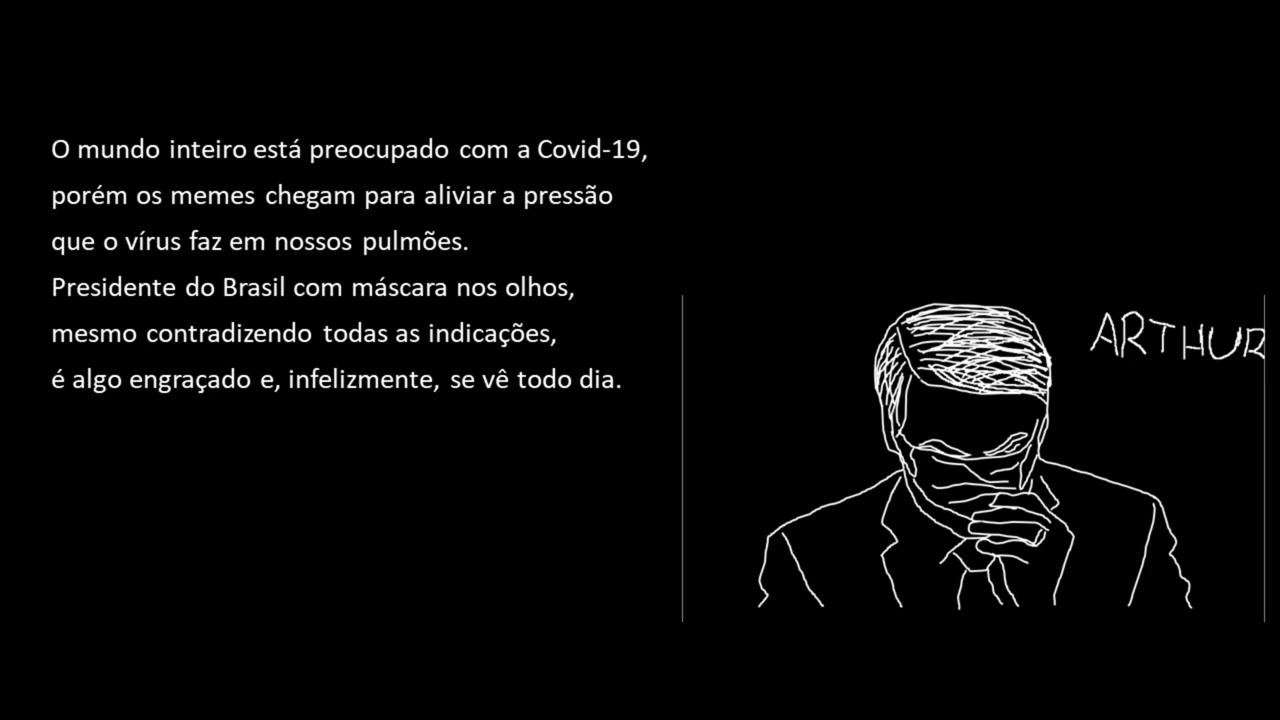 O mundo inteiro está preocupado com a Covid-19,
porém os memes chegam para aliviar a pressão
que o vírus faz em nossos pulmões.
Presidente do Brasil com máscara nos olhos,
mesmo contradizendo todas as indicações,
é algo engraçado e, infelizmente, se vê todo dia.
ARTHUR